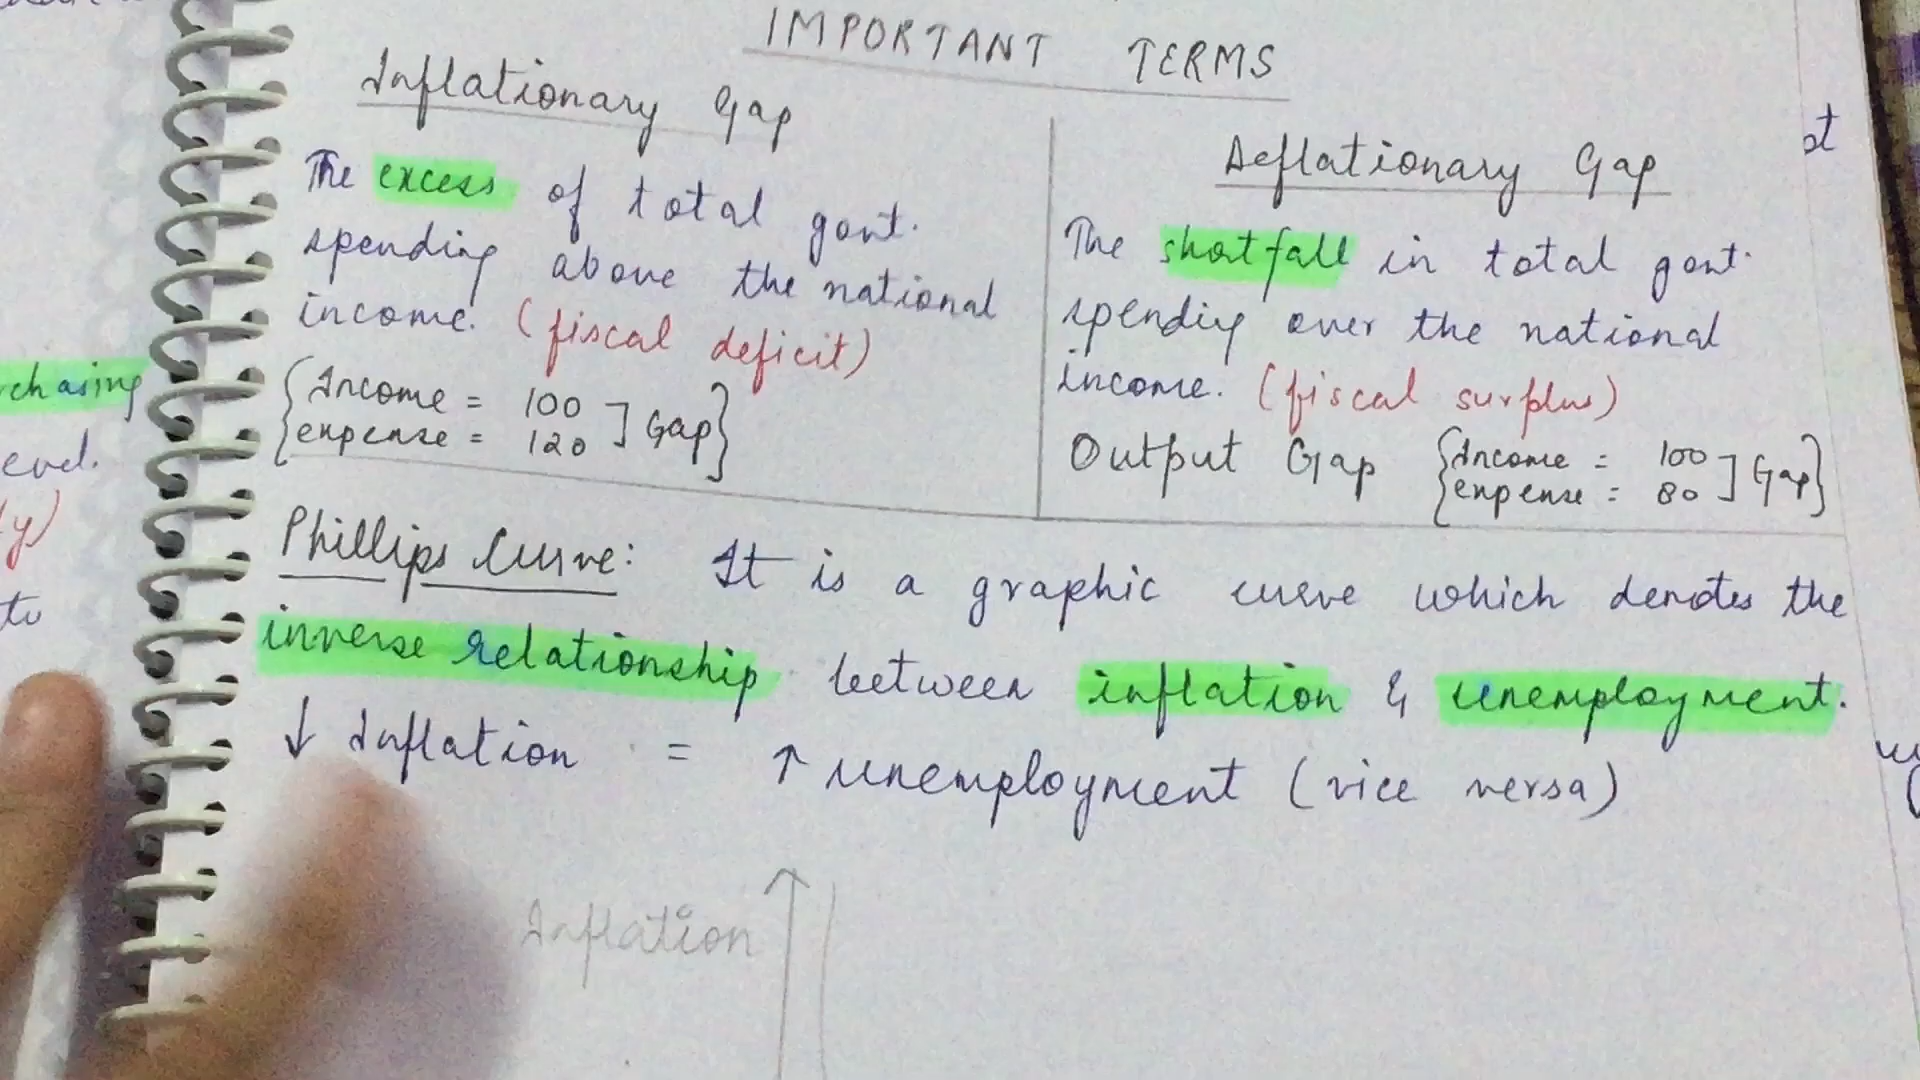 IMPORTANT TERMS
Inflationary Gap
The excess of total govt.
spending above the national
income. (fiscal deficit)
{Income = 100
expense = 120 ] Gap}
Deflationary Gap
The shortfall in total govt.
spending over the national
income. (fiscal surplus)
Output Gap {Income = 100
expense = 80 ] Gap}
Phillips Curve: It is a graphic curve which denotes the
inverse relationship between inflation & unemployment.
↓ Inflation = ↑ unemployment (vice versa)
Inflation
rchasing
evel.
to